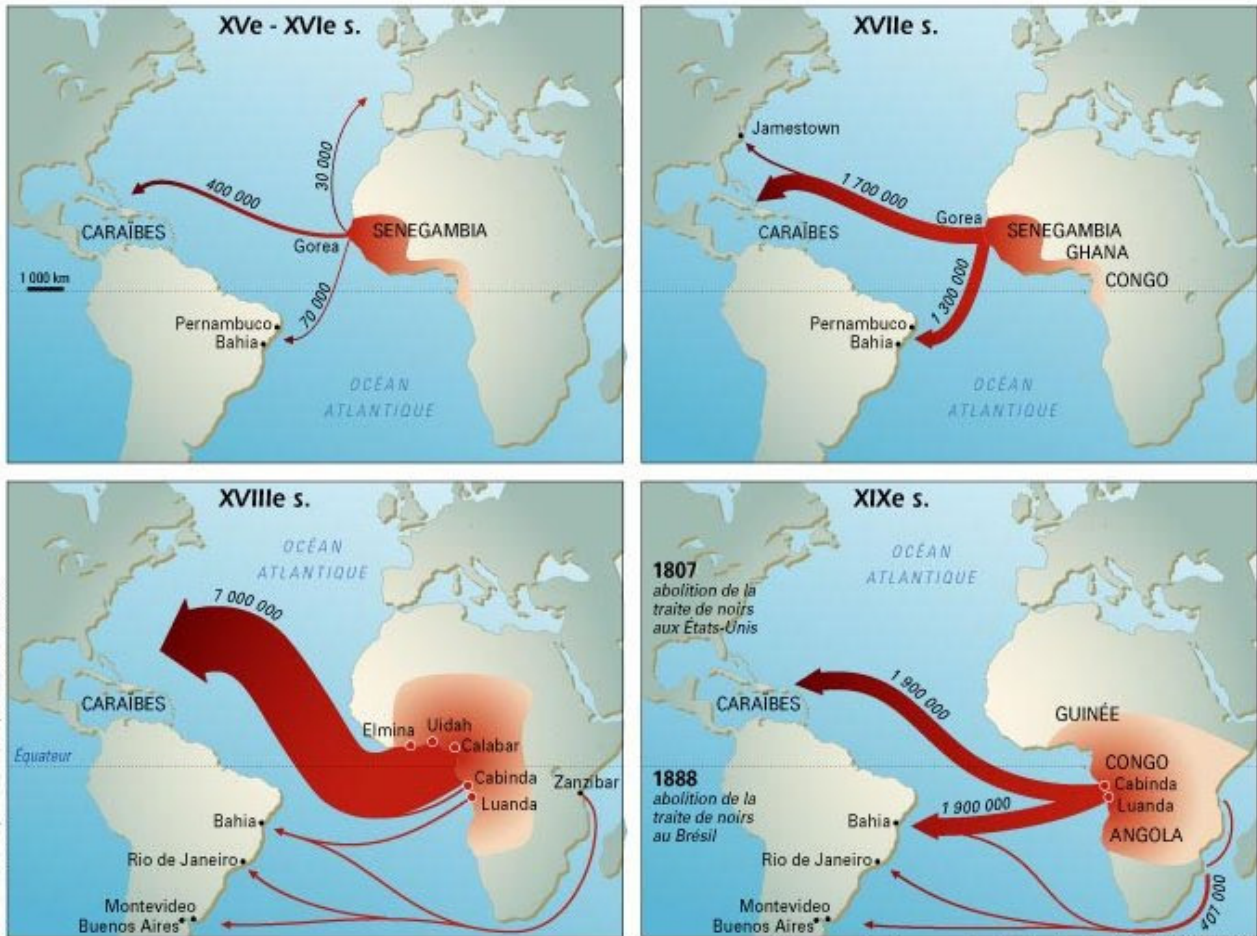 XVe - XVIe s.
400 000
30 000
CARAÏBES
Gorea
SENEGAMBIA
1 000 km
70 000
Pernambuco
Bahia
OCÉAN
ATLANTIQUE
XVIIe s.
Jamestown
1 700 000
Gorea
CARAÏBES
SENEGAMBIA
GHANA
CONGO
1 300 000
Pernambuco
Bahia
OCÉAN
ATLANTIQUE
XVIIIe s.
OCÉAN
ATLANTIQUE
7 000 000
CARAÏBES
Elmina
Uidah
Calabar
Équateur
Cabinda
Zanzibar
Luanda
Bahia
Rio de Janeiro
Montevideo
Buenos Aires
XIXe s.
OCÉAN
ATLANTIQUE
1807
abolition de la
traite de noirs
aux États-Unis
1 900 000
CARAÏBES
GUINÉE
CONGO
1888
abolition de la
traite de noirs
au Brésil
Cabinda
Luanda
1 900 000
Bahia
ANGOLA
Rio de Janeiro
Montevideo
Buenos Aires
401 000